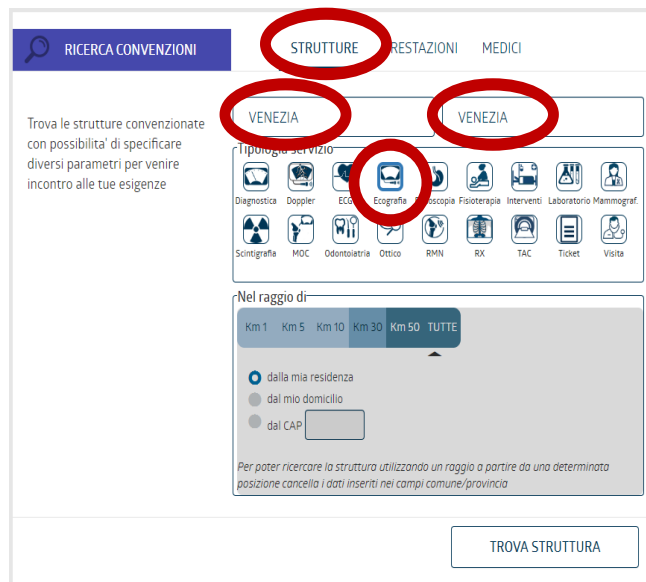 RICERCA CONVENZIONI
STRUTTURE PRESTAZIONI MEDICI
Trova le strutture convenzionate
con possibilita' di specificare
diversi parametri per venire
incontro alle tue esigenze
VENEZIA VENEZIA
Tipologia servizio
Diagnostica Doppler ECG Ecografia Fisioterapia Interventi Laboratorio Mammograf.
Scintigrafia MOC Odontoiatria Ottico RMN RX TAC Ticket Visita
Nel raggio di
Km 1 Km 5 Km 10 Km 30 Km 50 TUTTE
dalla mia residenza
dal mio domicilio
dal CAP
Per poter ricercare la struttura utilizzando un raggio a partire da una determinata
posizione cancella i dati inseriti nei campi comune/provincia
TROVA STRUTTURA